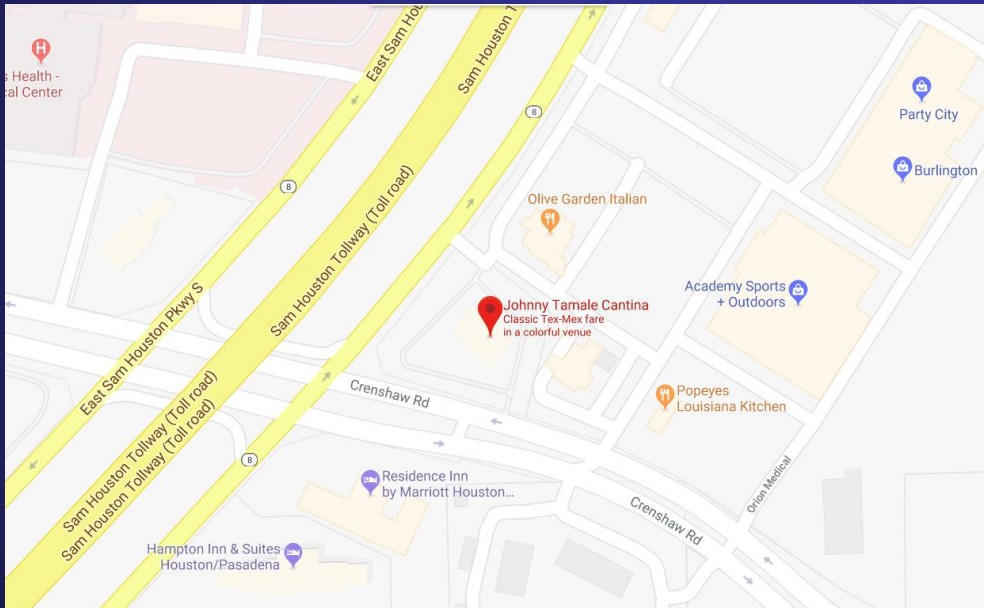 East Sam Hou
Sam Houston T
s Health -
cal Center
8
Party City
Burlington
8
Olive Garden Italian
Sam Houston Tollway (Toll road)
Academy Sports
+ Outdoors
Johnny Tamale Cantina
Classic Tex-Mex fare
in a colorful venue
East Sam Houston Pkwy S
Crenshaw Rd
Popeyes
Louisiana Kitchen
Sam Houston Tollway (Toll road)
Sam Houston Tollway (Toll road)
8
Residence Inn
by Marriott Houston...
Orion Medical
Crenshaw Rd
Hampton Inn & Suites
Houston/Pasadena
H